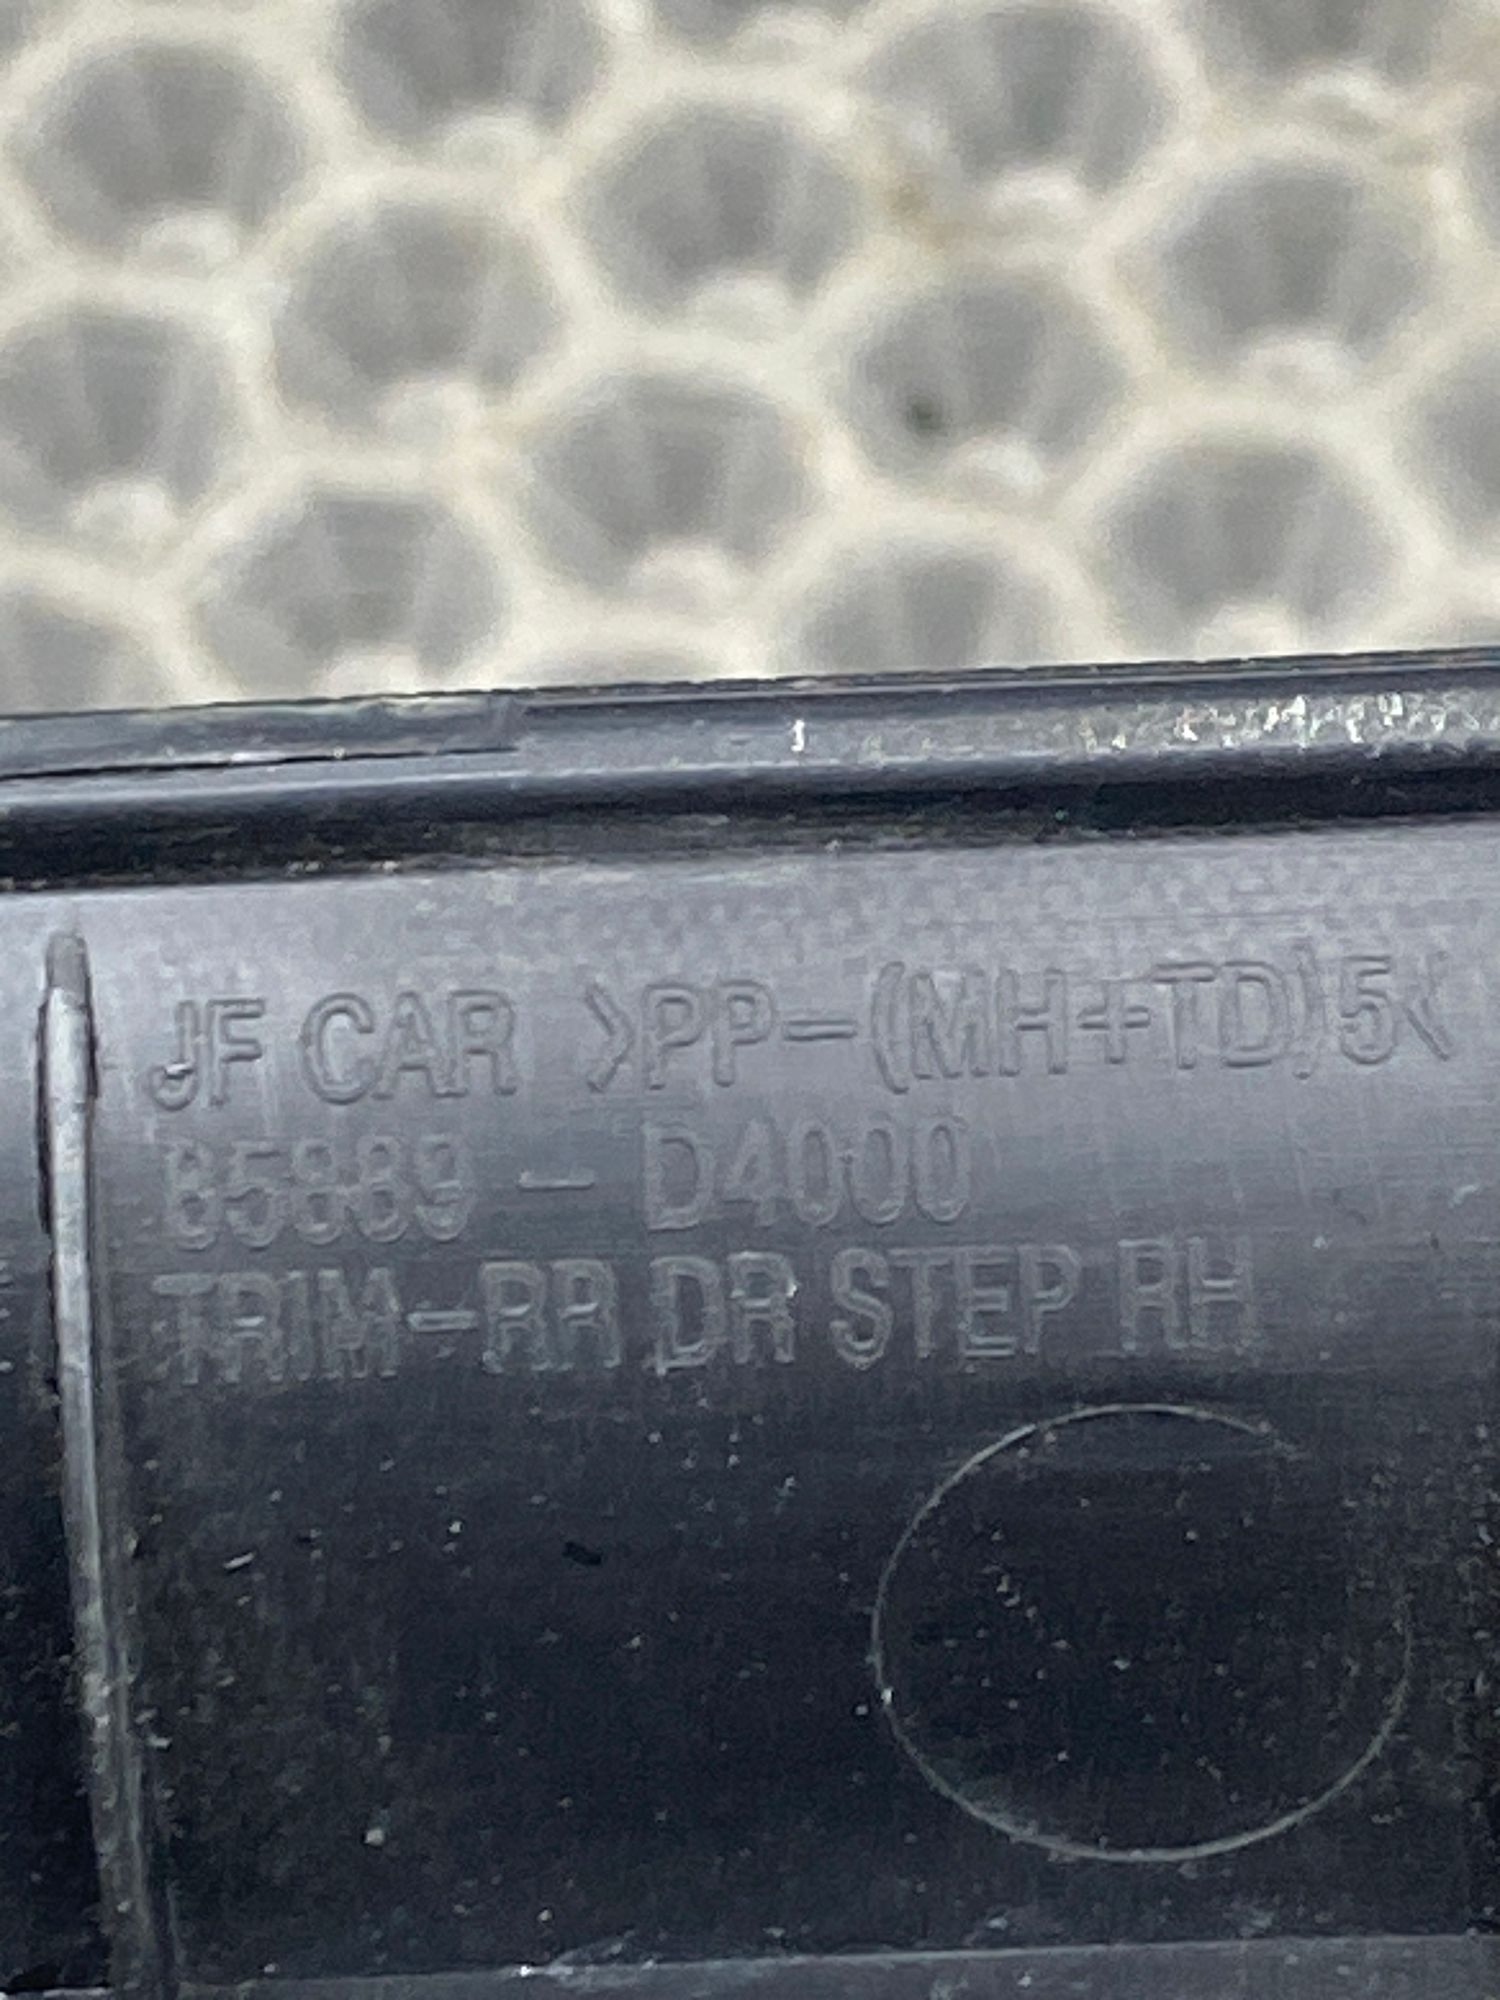 JF CAR >PP-(MH+TD)5<
85889 - D4000
TRIM-RR DR STEP RH